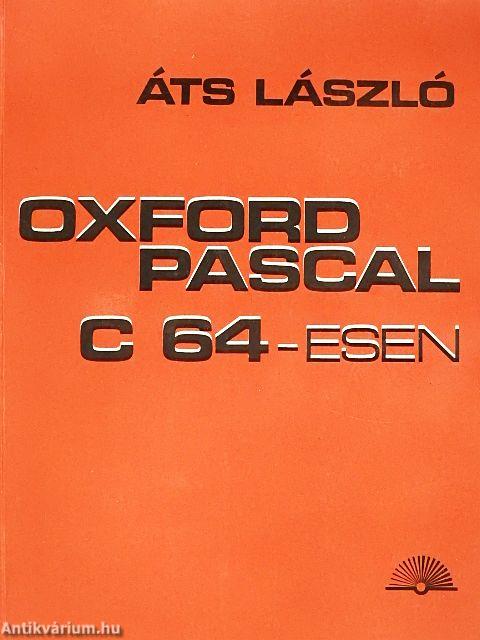 ÁTS LÁSZLÓ
OXFORD
PASCAL
C 64-ESEN
Antikvárium.hu